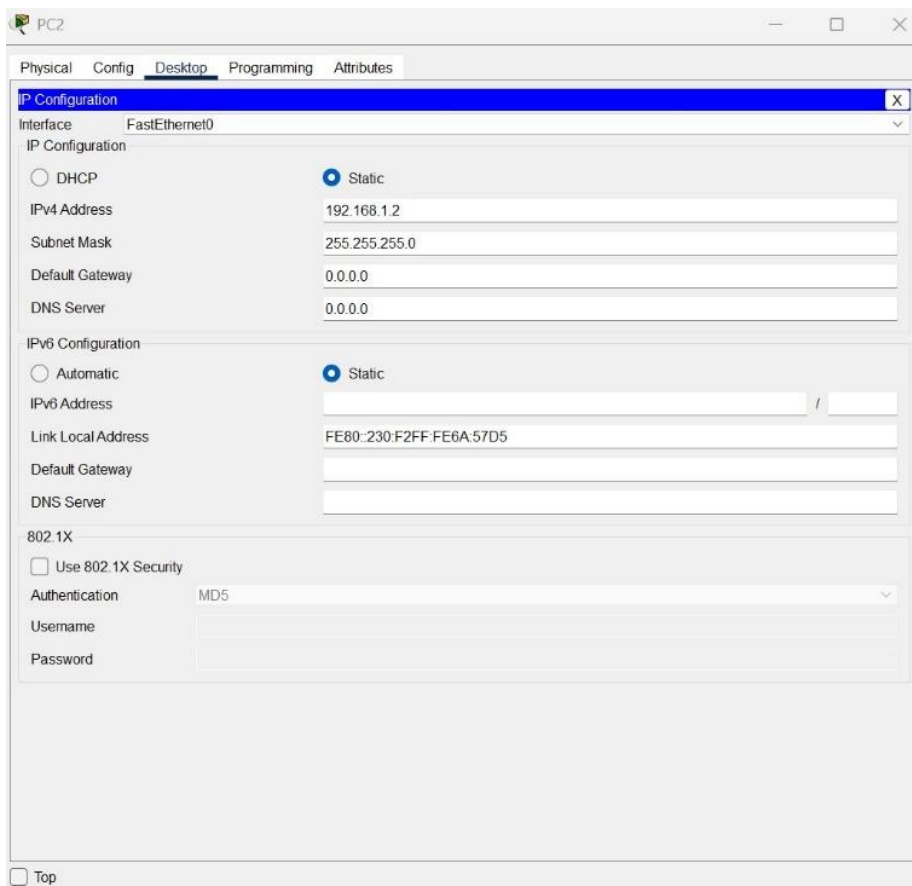 PC2
Physical Config Desktop Programming Attributes
IP Configuration X
Interface FastEthernet0
IP Configuration
DHCP Static
IPv4 Address 192.168.1.2
Subnet Mask 255.255.255.0
Default Gateway 0.0.0.0
DNS Server 0.0.0.0
IPv6 Configuration
Automatic Static
IPv6 Address /
Link Local Address FE80::230:F2FF:FE6A:57D5
Default Gateway
DNS Server
802.1X
Use 802.1X Security
Authentication MD5
Username
Password
Top